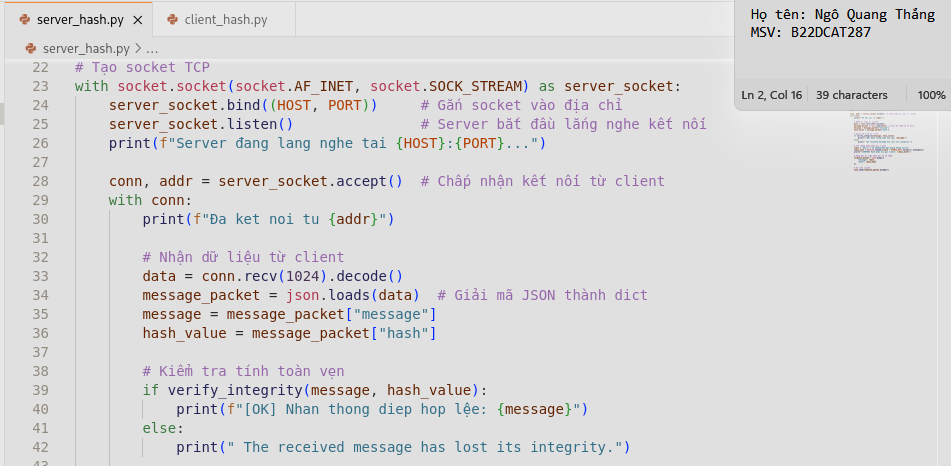 server_hash.py
client_hash.py
Họ tên: Ngô Quang Thắng
MSV: B22DCAT287
Ln 2, Col 16
39 characters
100%
server_hash.py > ...
22 # Tạo socket TCP
23 with socket.socket(socket.AF_INET, socket.SOCK_STREAM) as server_socket:
24 server_socket.bind((HOST, PORT)) # Gắn socket vào địa chỉ
25 server_socket.listen() # Server bắt đầu lắng nghe kết nối
26 print(f"Server đang lang nghe tai {HOST}:{PORT}...")
27
28 conn, addr = server_socket.accept() # Chấp nhận kết nối từ client
29 with conn:
30 print(f"Đa ket noi tu {addr}")
31
32 # Nhận dữ liệu từ client
33 data = conn.recv(1024).decode()
34 message_packet = json.loads(data) # Giải mã JSON thành dict
35 message = message_packet["message"]
36 hash_value = message_packet["hash"]
37
38 # Kiểm tra tính toàn vẹn
39 if verify_integrity(message, hash_value):
40 print(f"[OK] Nhan thong diep hop lệe: {message}")
41 else:
42 print(" The received message has lost its integrity.")